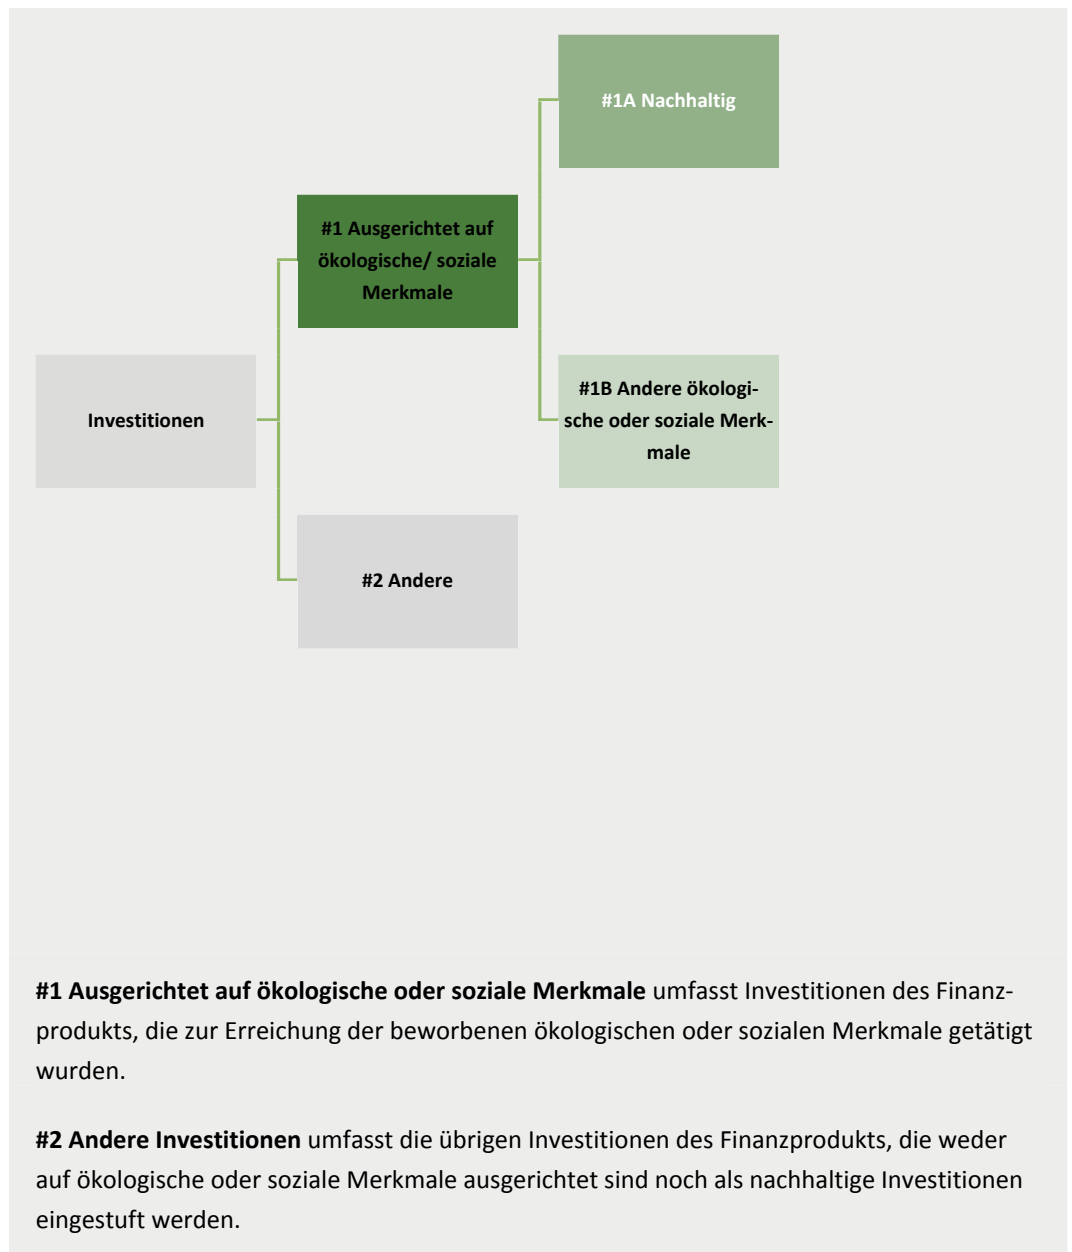 #1A Nachhaltig
#1 Ausgerichtet auf
ökologische/ soziale
Merkmale
Investitionen
#1B Andere ökologi-
sche oder soziale Merk-
male
#2 Andere
#1 Ausgerichtet auf ökologische oder soziale Merkmale umfasst Investitionen des Finanz-
produkts, die zur Erreichung der beworbenen ökologischen oder sozialen Merkmale getätigt
wurden.
#2 Andere Investitionen umfasst die übrigen Investitionen des Finanzprodukts, die weder
auf ökologische oder soziale Merkmale ausgerichtet sind noch als nachhaltige Investitionen
eingestuft werden.